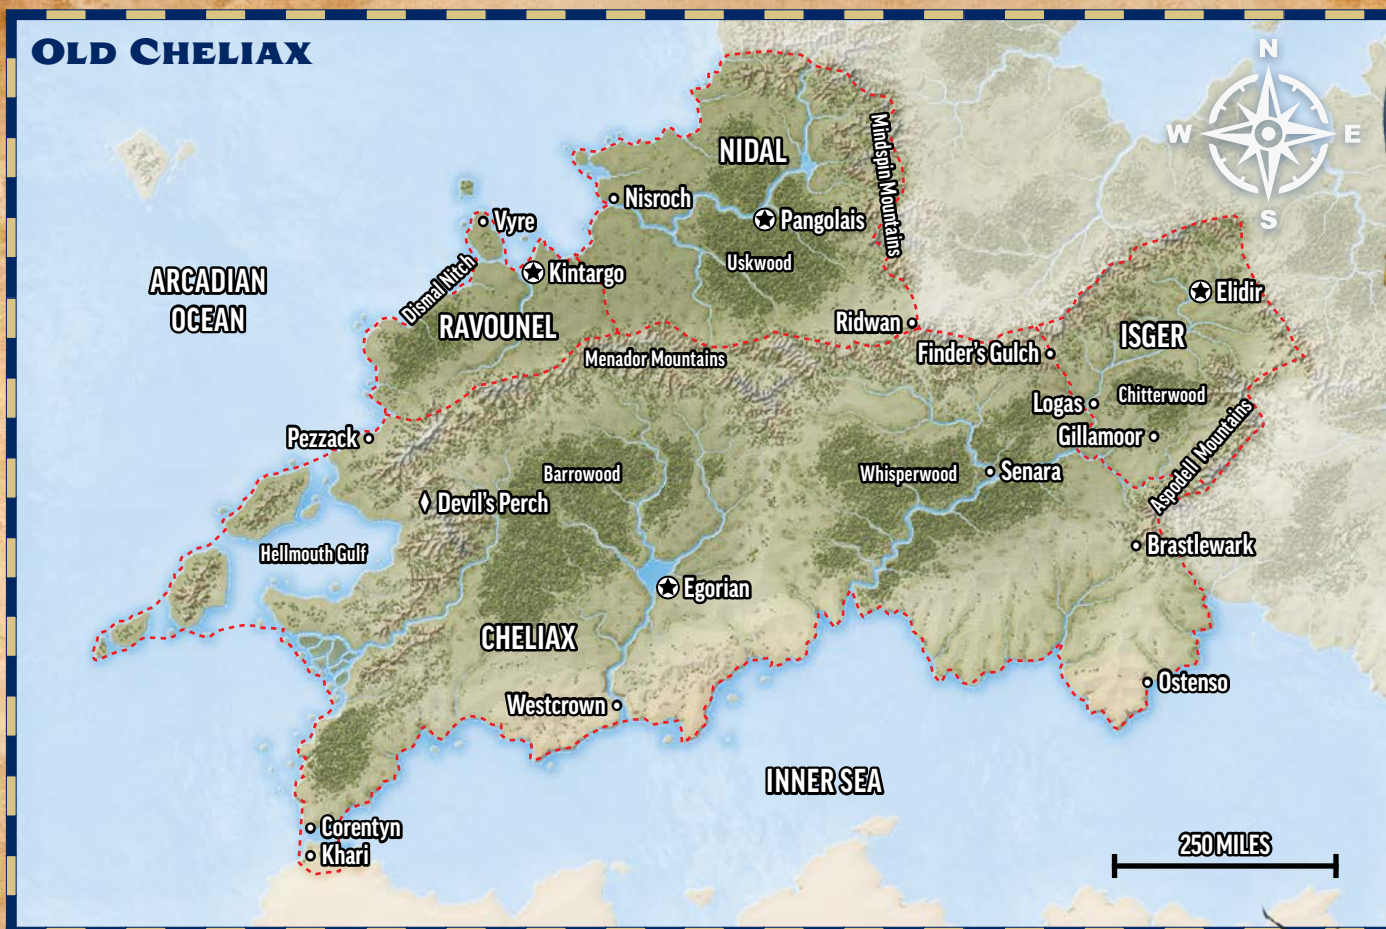 OLD CHELIAX
N
W
E
S
NIDAL
Mindspin Mountains
Nisroch
Vyre
Pangolais
Uskwood
ARCADIAN
OCEAN
Dismal Nitch
Kintargo
Elidir
RAVOUNEL
Ridwan
ISGER
Menador Mountains
Finder's Gulch
Chitterwood
Logas
Pezzack
Gillamoor
Aspodell Mountains
Barrowood
Whisperwood
Senara
Devil's Perch
Hellmouth Gulf
Brastlewark
Egorian
CHELIAX
Ostenso
Westcrown
INNER SEA
Corentyn
Khari
250 MILES